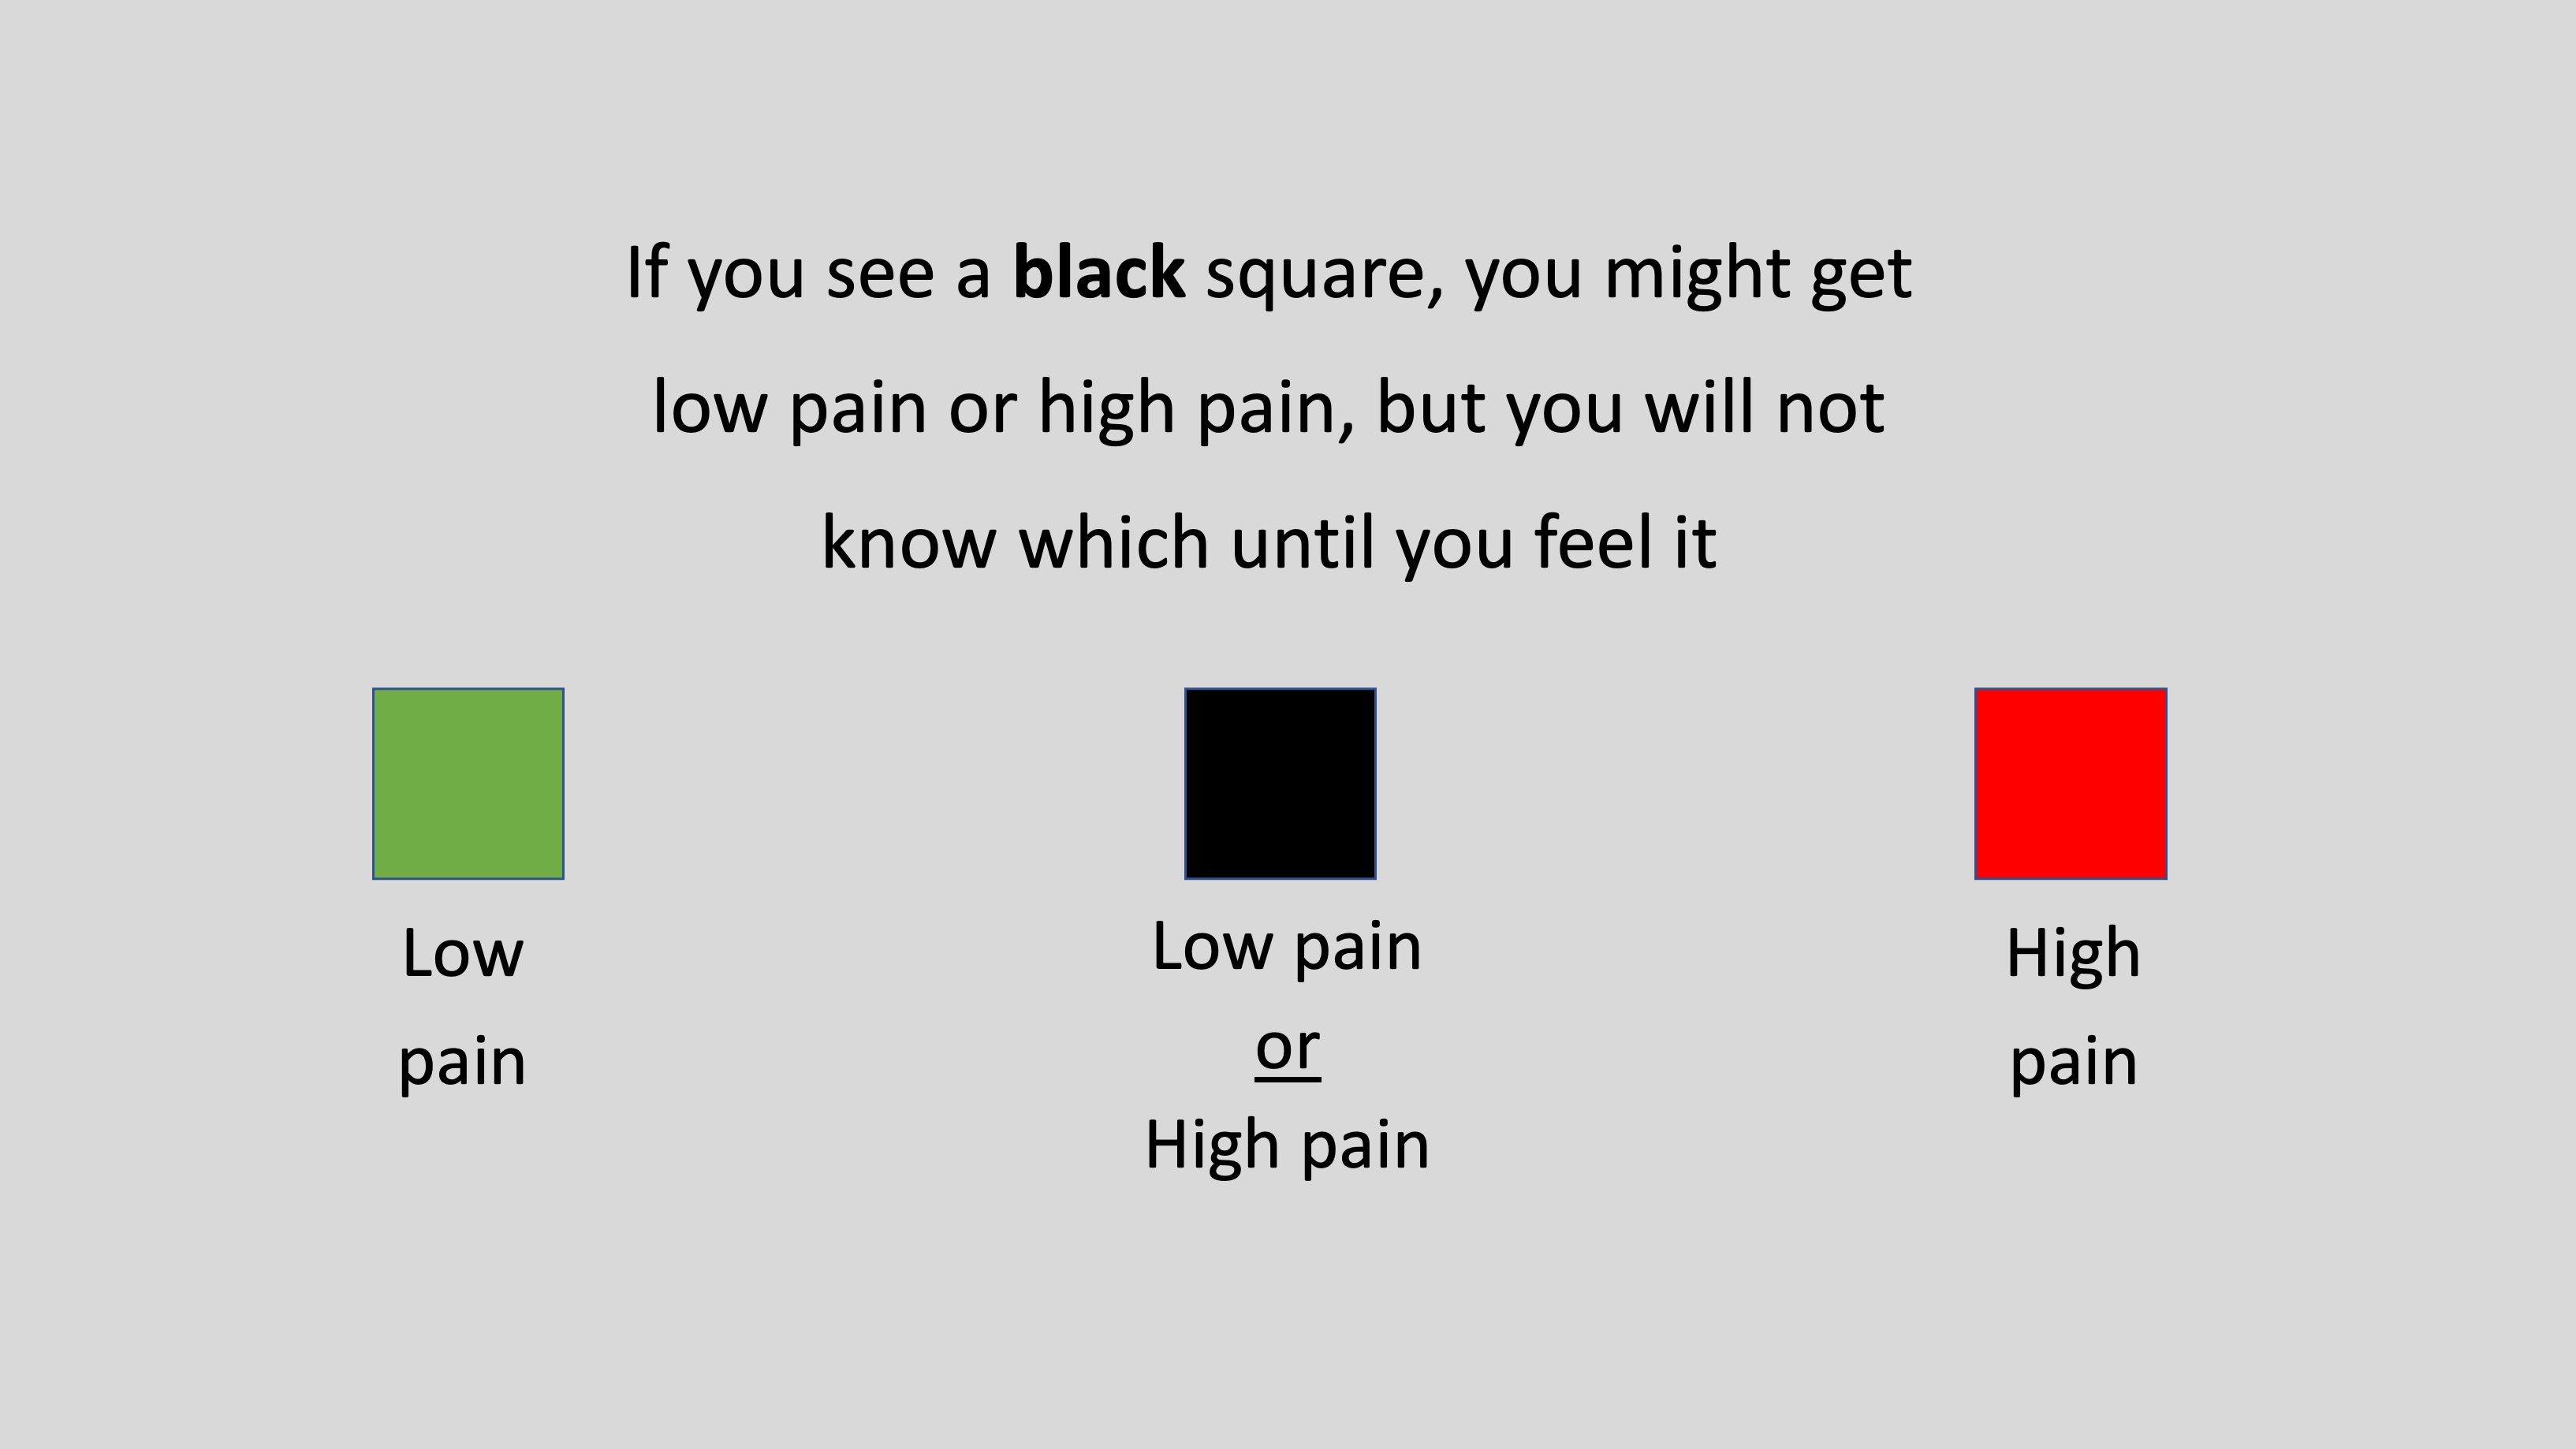 If you see a black square, you might get
low pain or high pain, but you will not
know which until you feel it
Low
pain
Low pain
or
High pain
High
pain